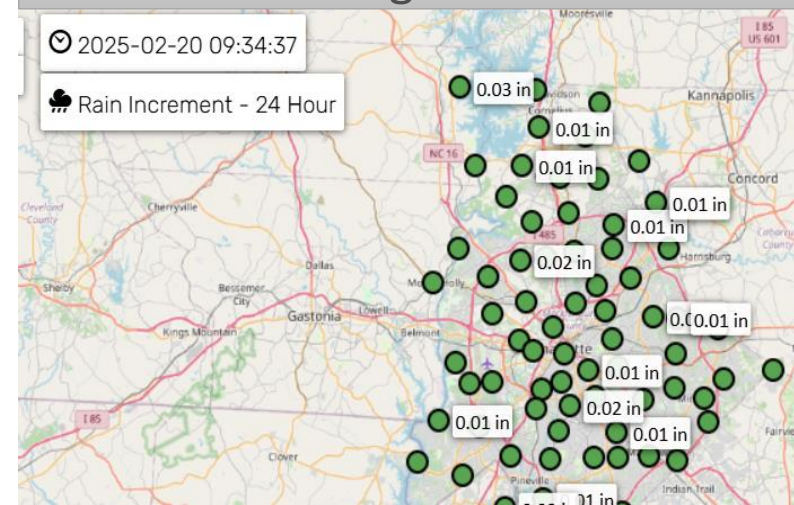 Mooresville
I 85
US 601
2025-02-20 09:34:37
0.03 in
Kannapolis
Rain Increment - 24 Hour
0.01 in
NC 16
0.01 in
Concord
Cleveland
County
Cherryville
0.01 in
0.01 in
I 485
Harrisburg
0.02 in
Dallas
Shelby
Bessemer
City
Lowell
Gastonia
0.01 in
Kings Mountain
Belmont
0.01 in
0.02 in
I 85
0.01 in
0.01 in
Clover
Pineville
Indian Trail